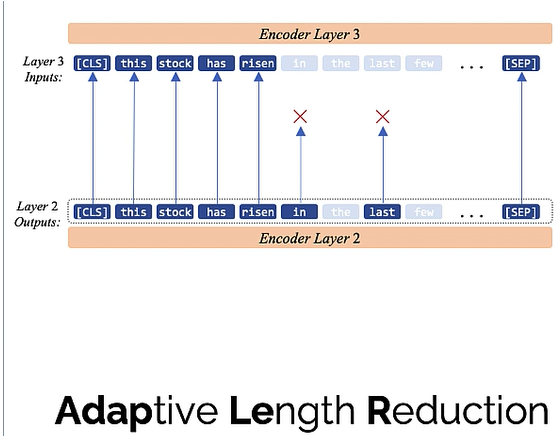 Encoder Layer 3
Layer 3 Inputs: [CLS] this stock has risen in the last few ... [SEP]
Layer 2 Outputs: [CLS] this stock has risen in the last few ... [SEP]
Encoder Layer 2
Adaptive Length Reduction